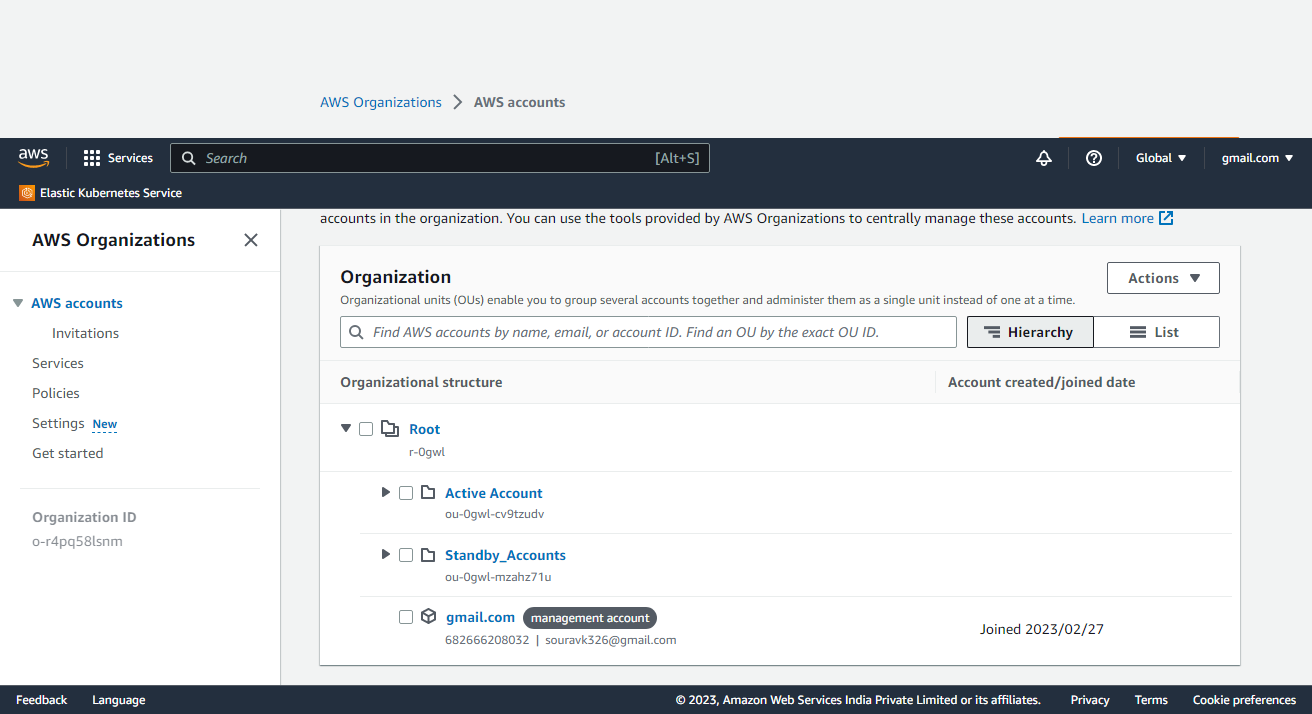 AWS Organizations > AWS accounts
aws Services Search [Alt+S] Global gmail.com
Elastic Kubernetes Service
accounts in the organization. You can use the tools provided by AWS Organizations to centrally manage these accounts. Learn more
AWS Organizations
AWS accounts
Invitations
Services
Policies
Settings New
Get started
Organization ID
o-r4pq58lsnm
Organization
Actions
Organizational units (OUs) enable you to group several accounts together and administer them as a single unit instead of one at a time.
Find AWS accounts by name, email, or account ID. Find an OU by the exact OU ID.
Hierarchy List
Organizational structure Account created/joined date
Root
r-0gwl
Active Account
ou-0gwl-cv9tzudv
Standby_Accounts
ou-0gwl-mzahz71u
gmail.com management account
682666208032 | souravk326@gmail.com
Joined 2023/02/27
Feedback Language © 2023, Amazon Web Services India Private Limited or its affiliates. Privacy Terms Cookie preferences